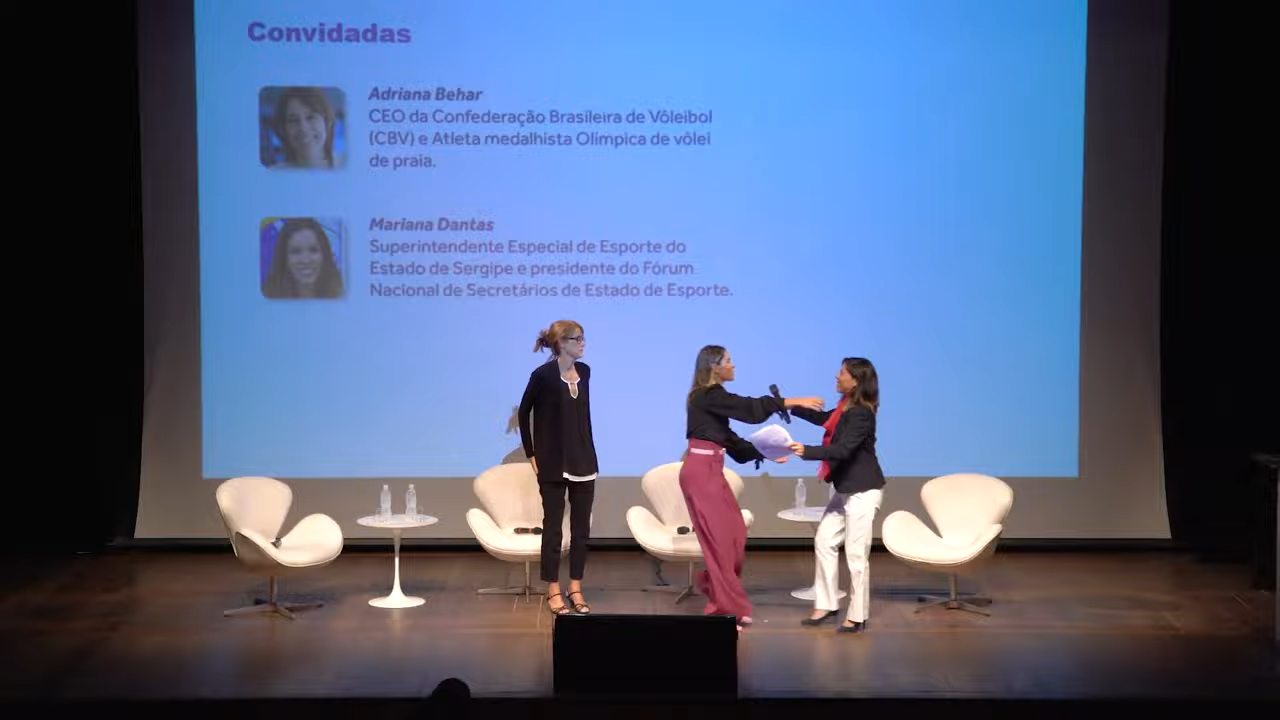 Convidadas
Adriana Behar
CEO da Confederação Brasileira de Vôleibol
(CBV) e Atleta medalhista Olímpica de vôlei
de praia.
Mariana Dantas
Superintendente Especial de Esporte do
Estado de Sergipe e presidente do Fórum
Nacional de Secretários de Estado de Esporte.